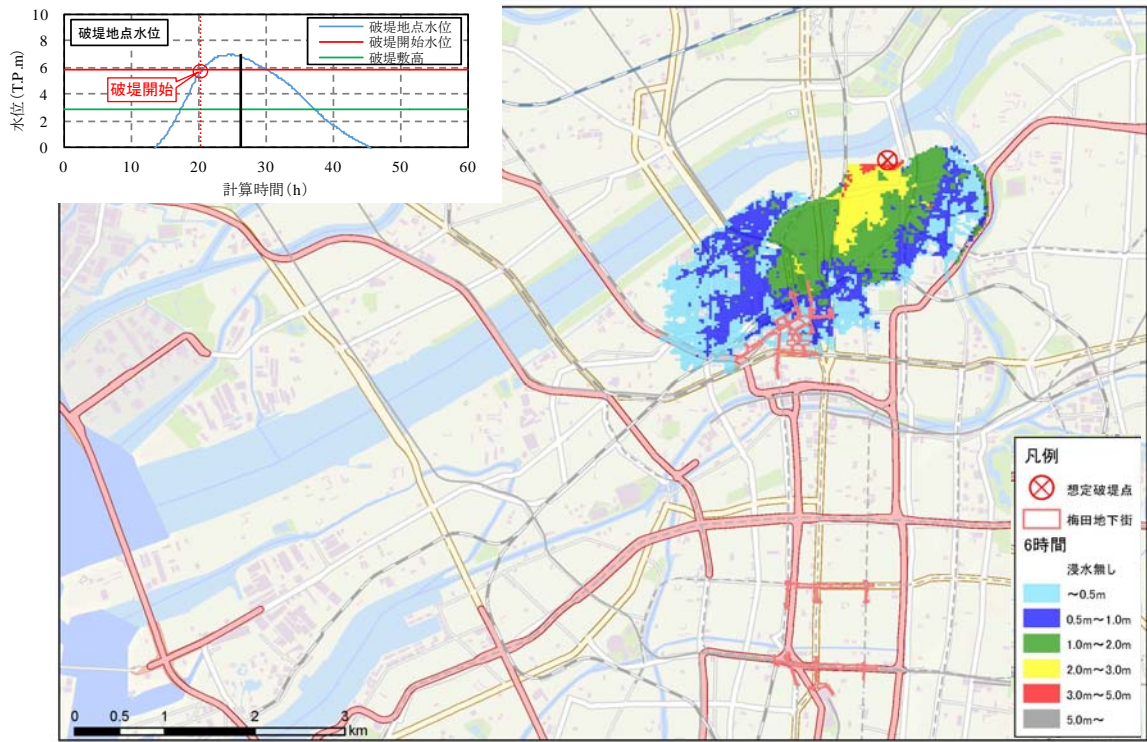 破堤地点水位
破堤地点水位
破堤開始水位
破堤敷高
破堤開始
水位(T.P.m)
10
8
6
4
2
0
0 10 20 30 40 50 60
計算時間(h)
凡例
想定破堤点
梅田地下街
6時間
浸水無し
~0.5m
0.5m~1.0m
1.0m~2.0m
2.0m~3.0m
3.0m~5.0m
5.0m~
0 0.5 1 2 3
km